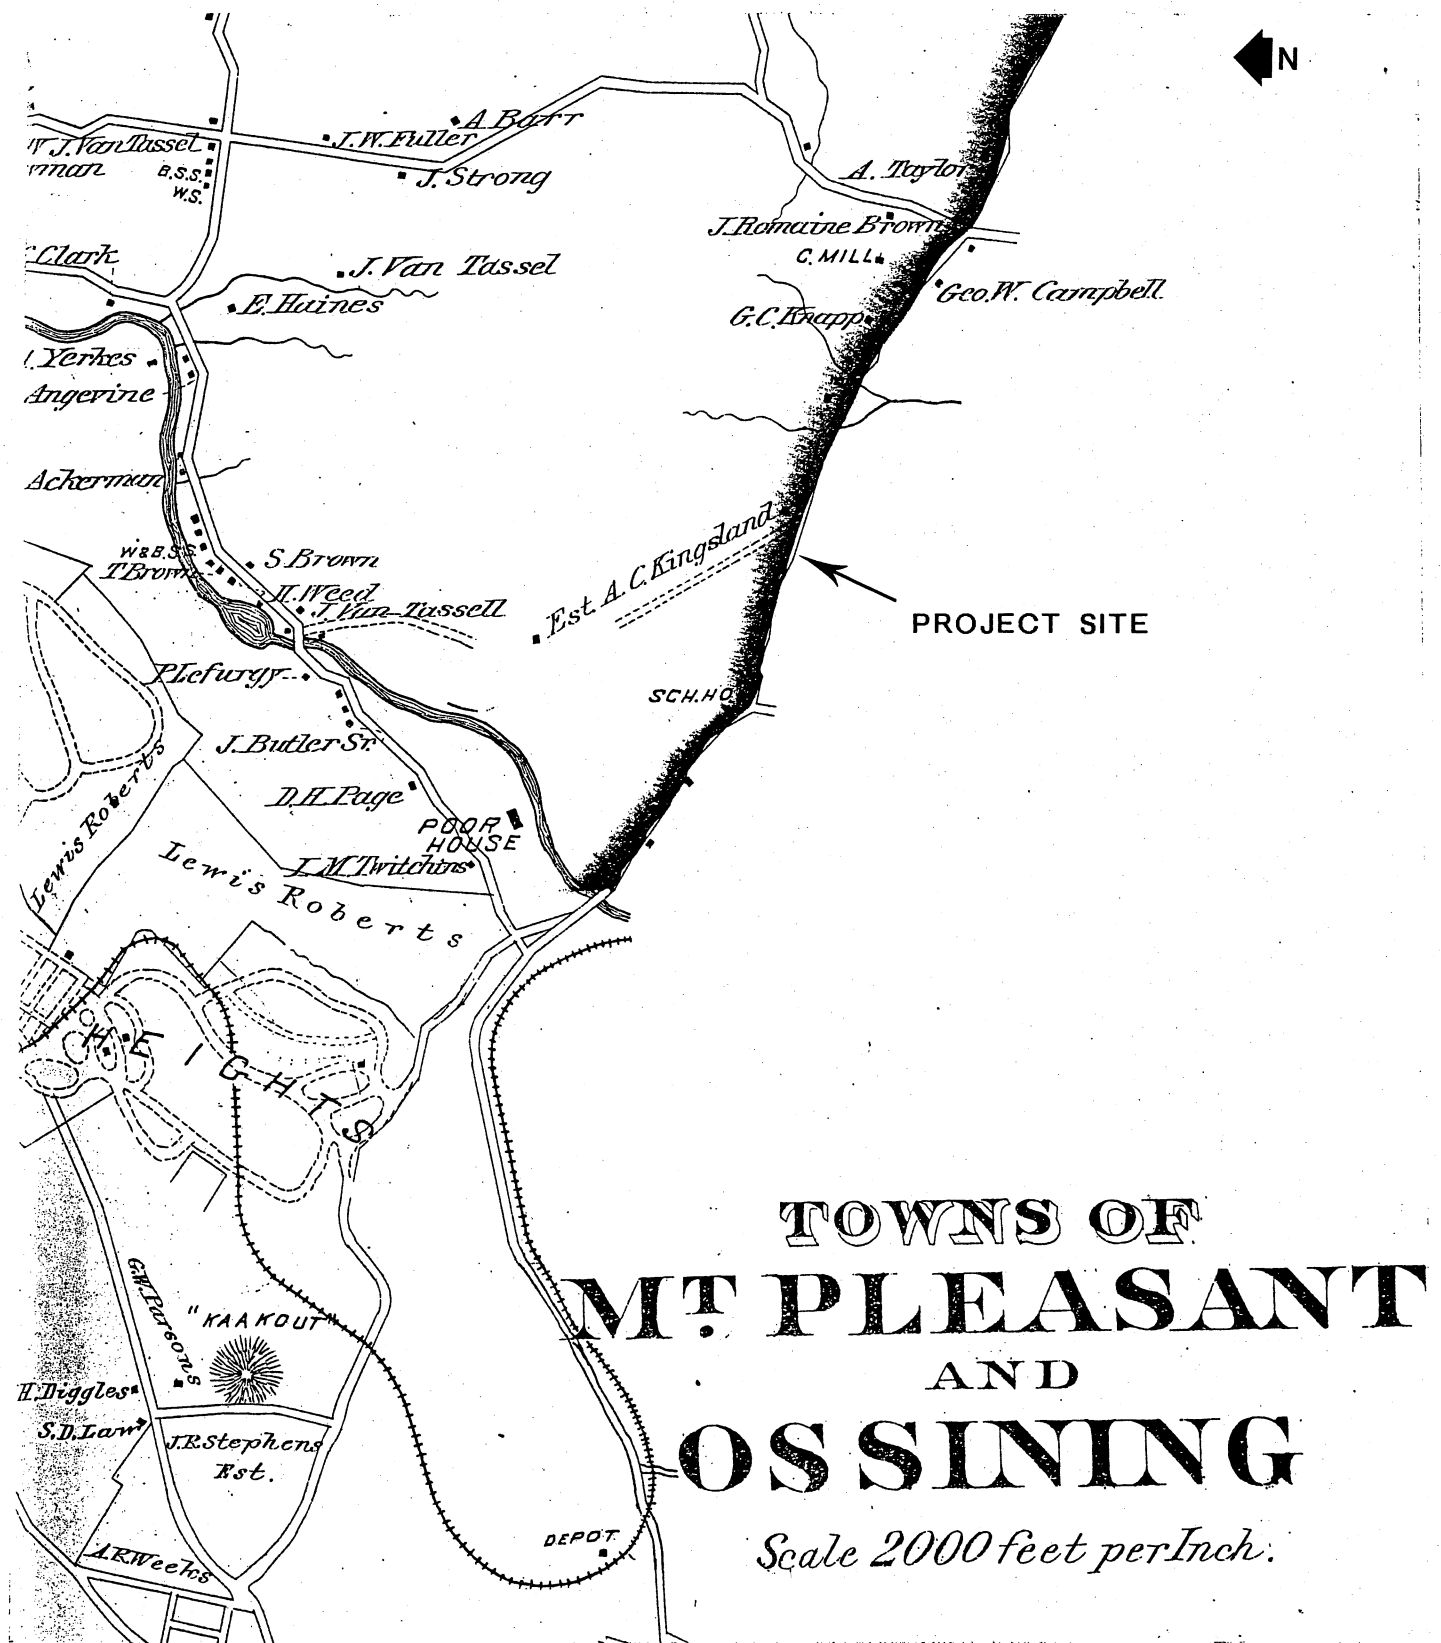 N
A Barr
J.W.Fuller
W J.VanTassel
rman
B.S.S.
W.S.
J. Strong
A. Taylor
J.Romaine Brown
C. MILL
Clark
J.Van Tassel
E.Haines
Geo.W. Campbell
G.C.Knapp
Yerkes
Angevine
Ackerman
Est. A.C.Kingsland
W & B.S.S.
T Brown
S.Brown
H.Weed
J.Van Tassell
PROJECT SITE
P.Lefurgy
SCH.HO.
J.Butler Sr.
D.H.Page
POOR
HOUSE
Lewis Roberts
Lewis Roberts
Twitchins
HEIGHTS
TOWNS OF
MT. PLEASANT
AND
OSSINING
Scale 2000 feet per Inch.
G.W.Parsons
"KAAKOUT"
H.Diggles
S.D.Law
Stephens
Est.
DEPOT.
Weeks